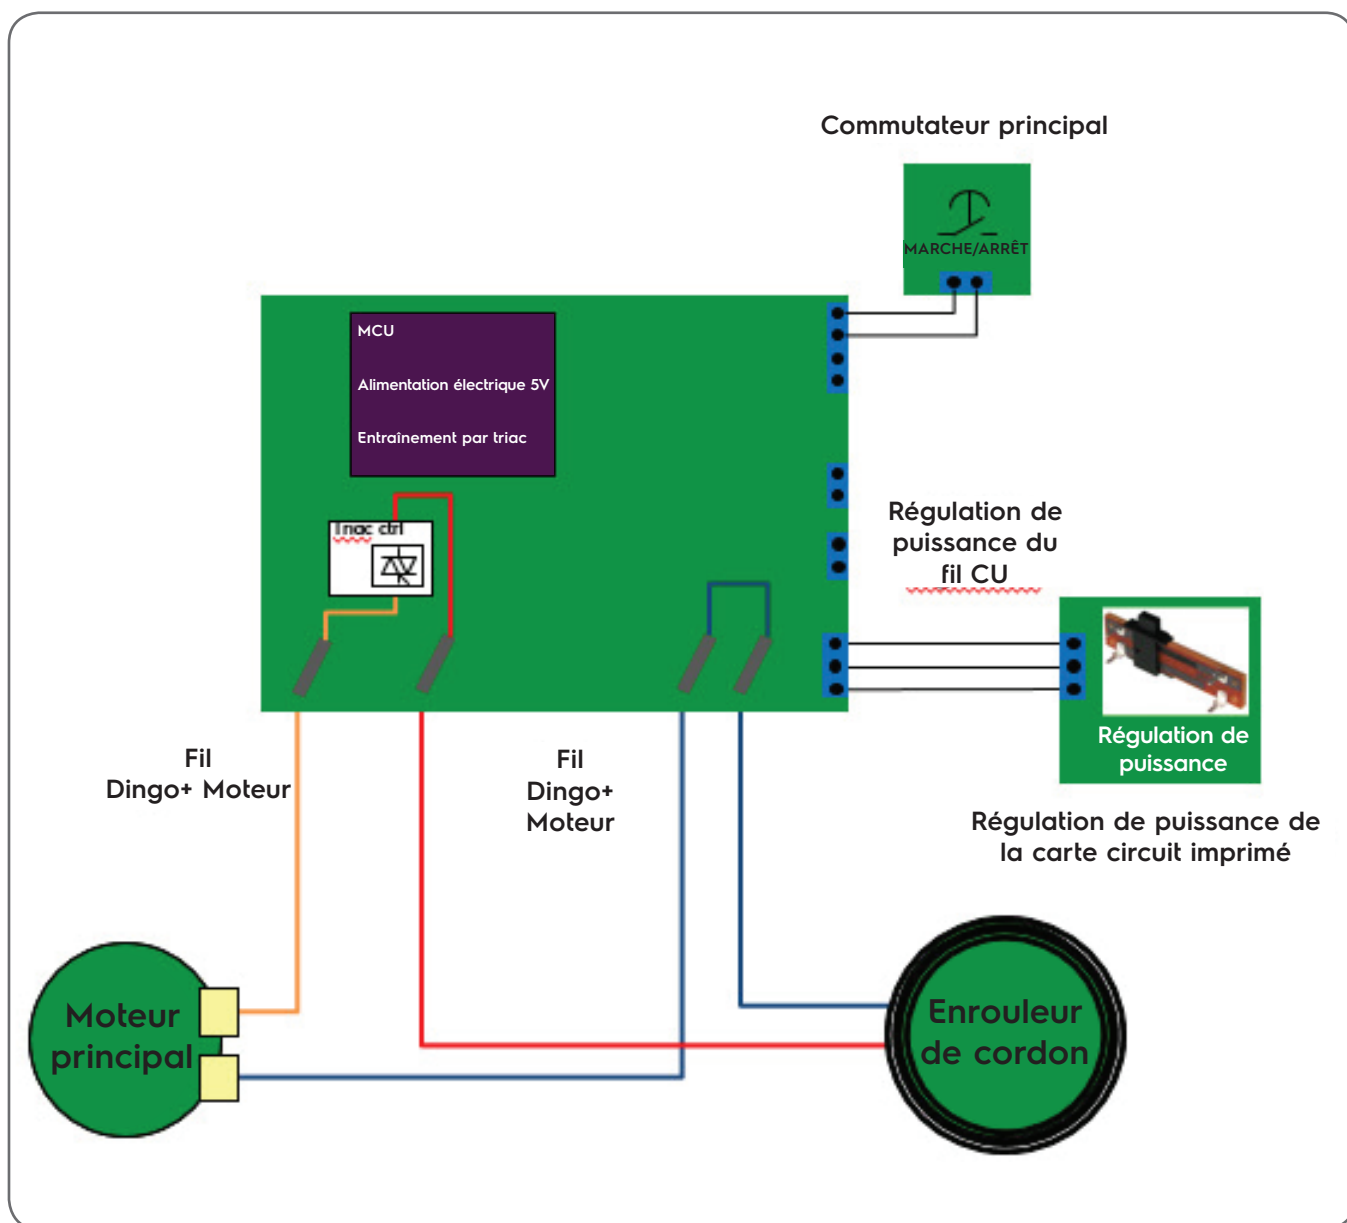 Commutateur principal
MARCHE/ARRÊT
MCU
Alimentation électrique 5V
Entraînement par triac
Triac ctrl
Régulation de
puissance du
fil CU
Régulation de
puissance
Régulation de puissance de
la carte circuit imprimé
Fil
Dingo+ Moteur
Fil
Dingo+
Moteur
Moteur
principal
Enrouleur
de cordon